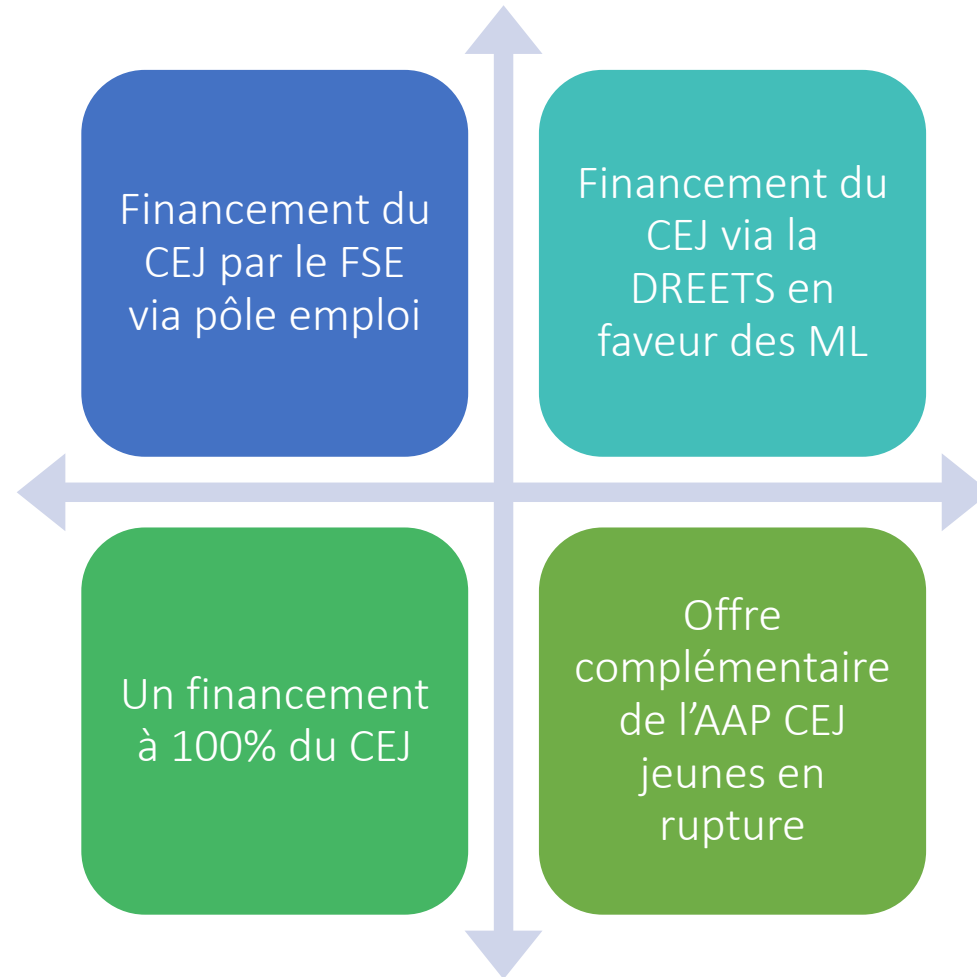 Financement du
CEJ par le FSE
via pôle emploi
Financement du
CEJ via la
DREETS en
faveur des ML
Un financement
à 100% du CEJ
Offre
complémentaire
de l’AAP CEJ
jeunes en
rupture